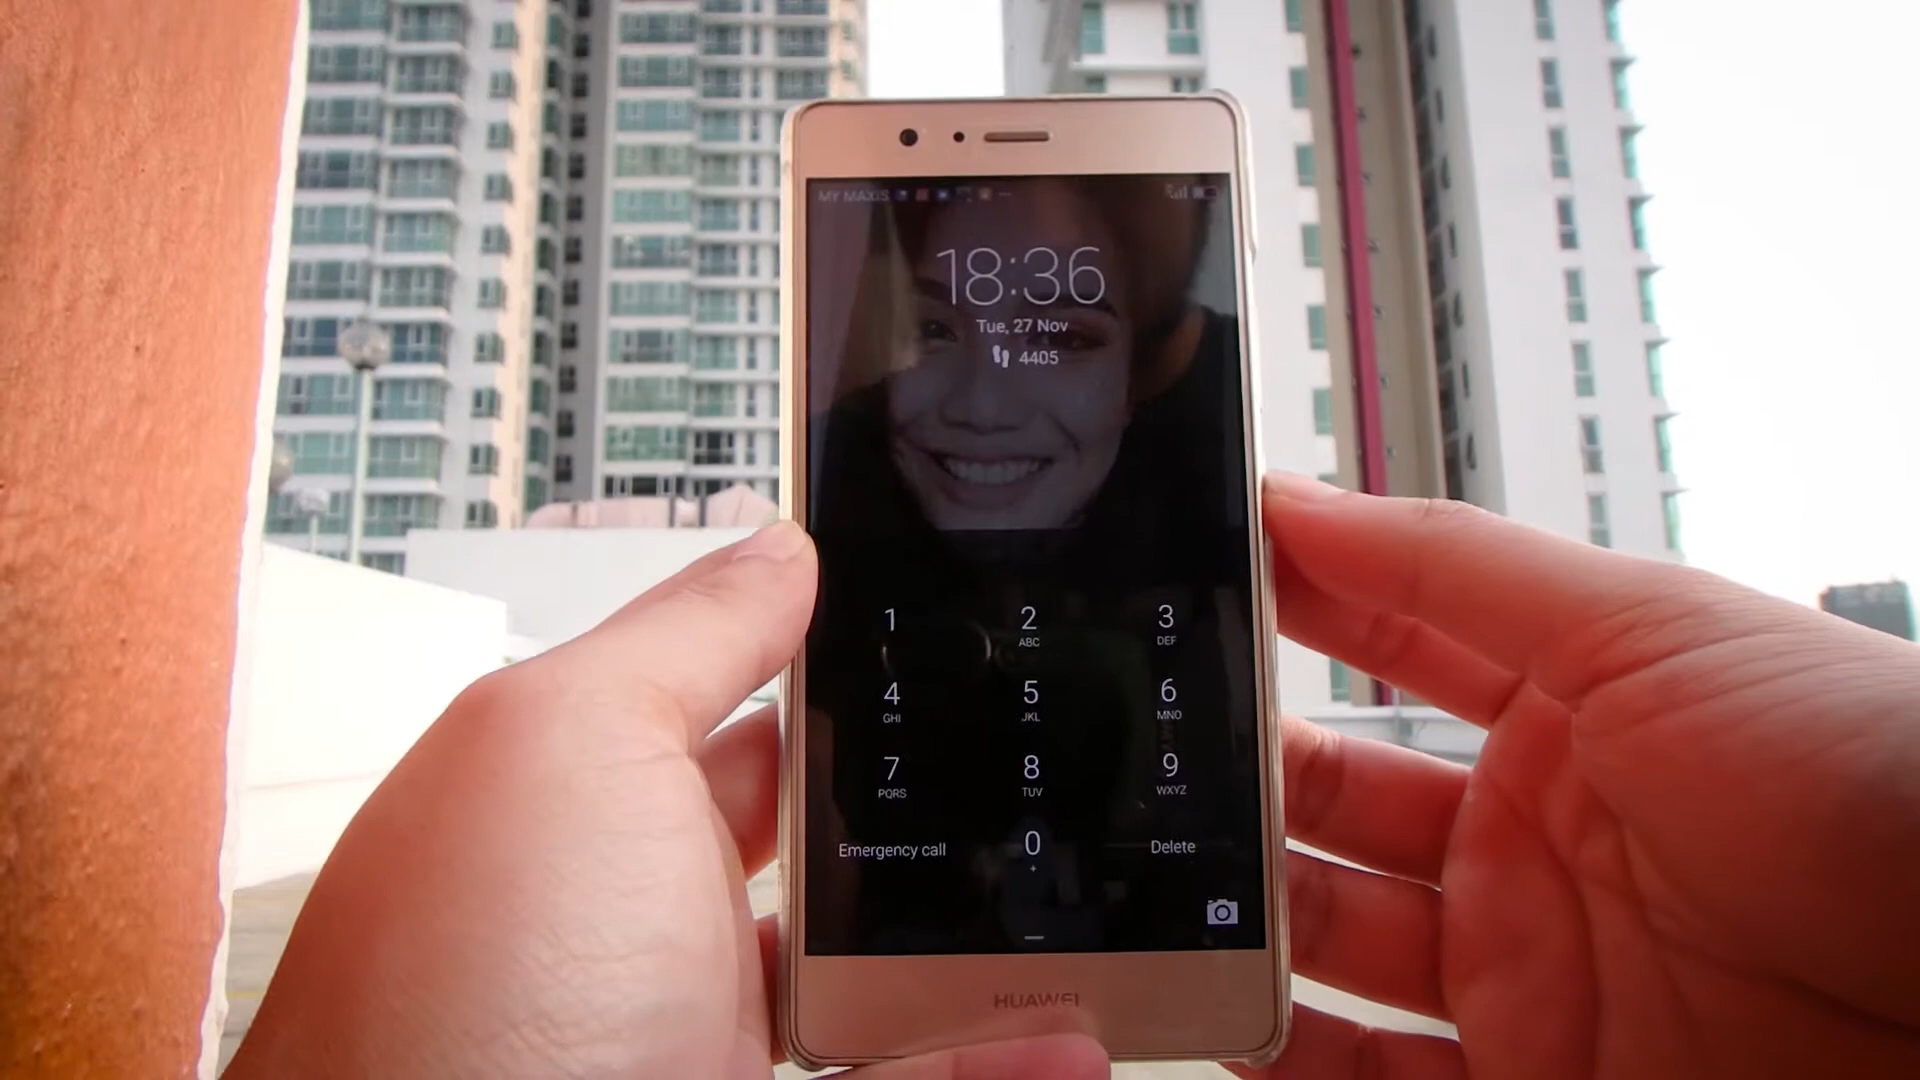 MY MAXIS
18:36
Tue, 27 Nov
4405
1 2 ABC 3 DEF
4 GHI 5 JKL 6 MNO
7 PQRS 8 TUV 9 WXYZ
Emergency call 0 + Delete
HUAWEI